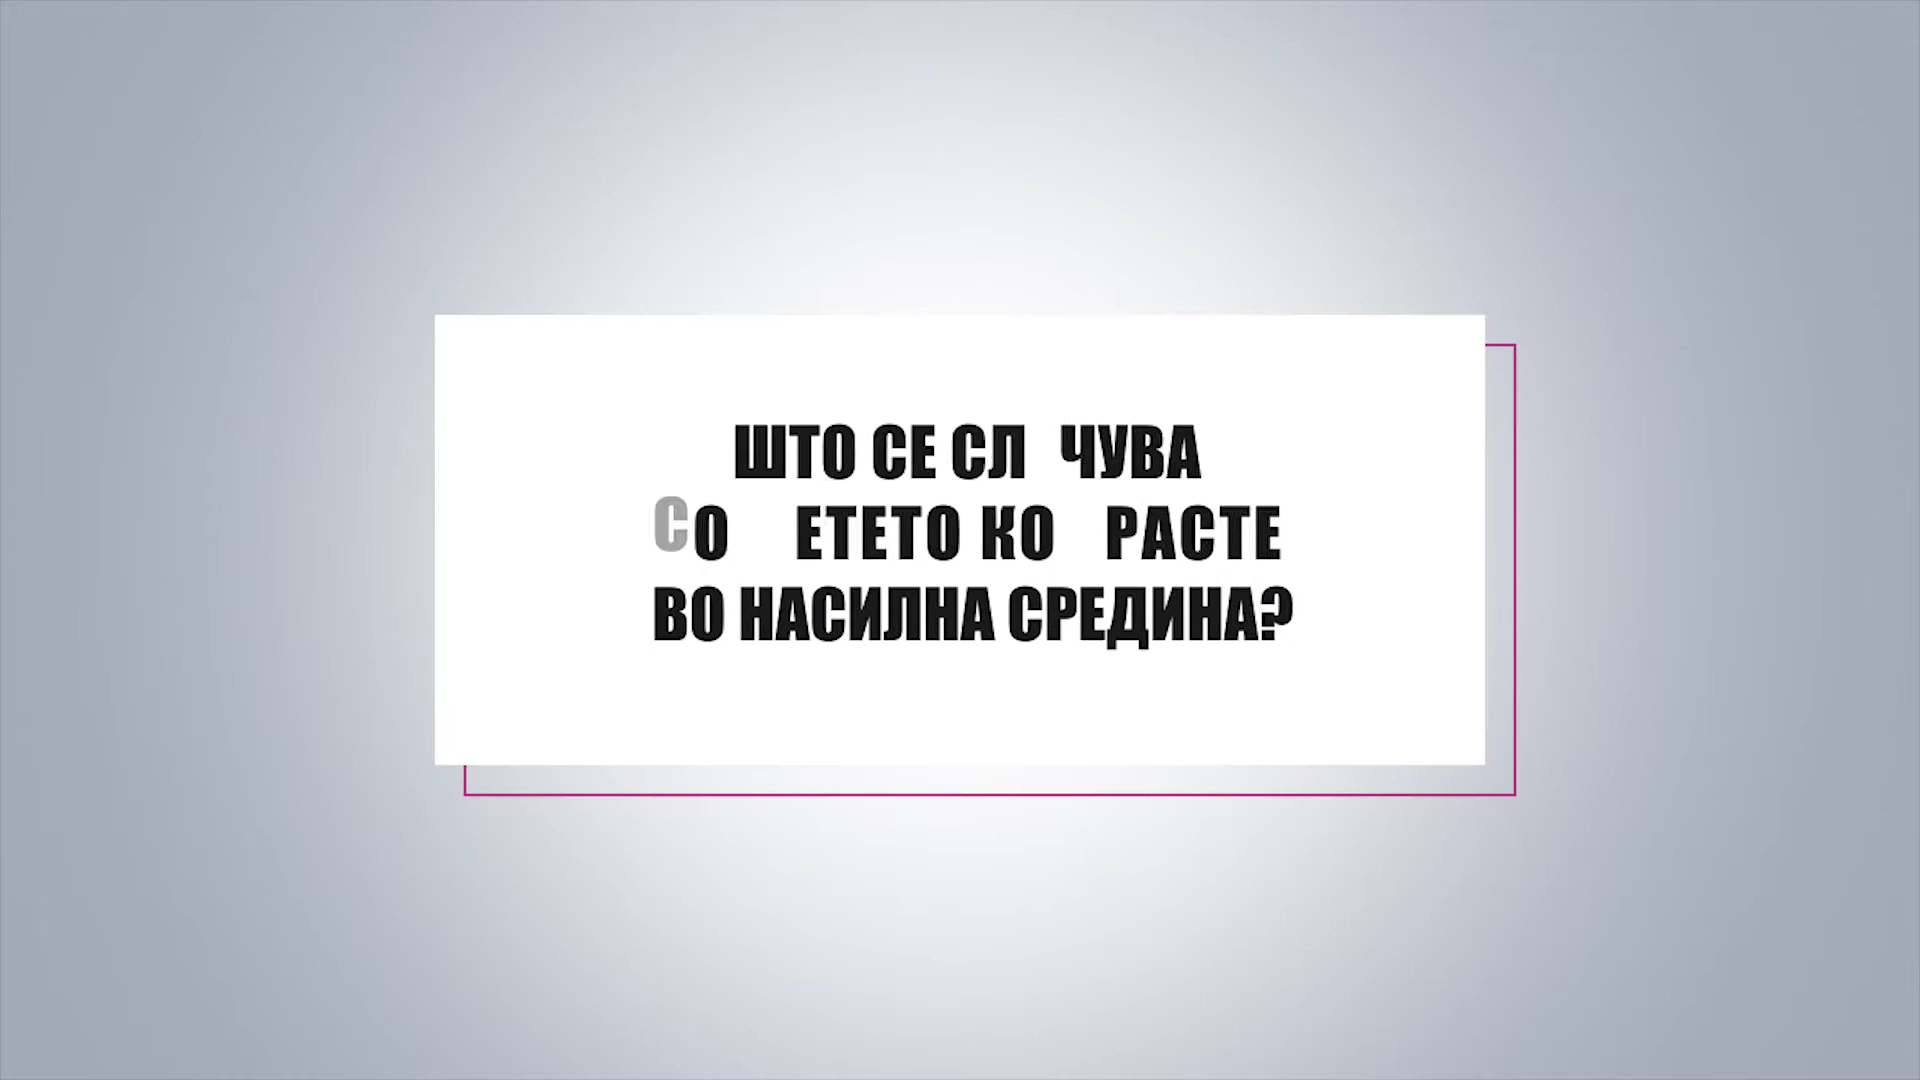 ШТО СЕ СЛ ЧУВА
СО ЕТЕТО КО РАСТЕ
ВО НАСИЛНА СРЕДИНА?